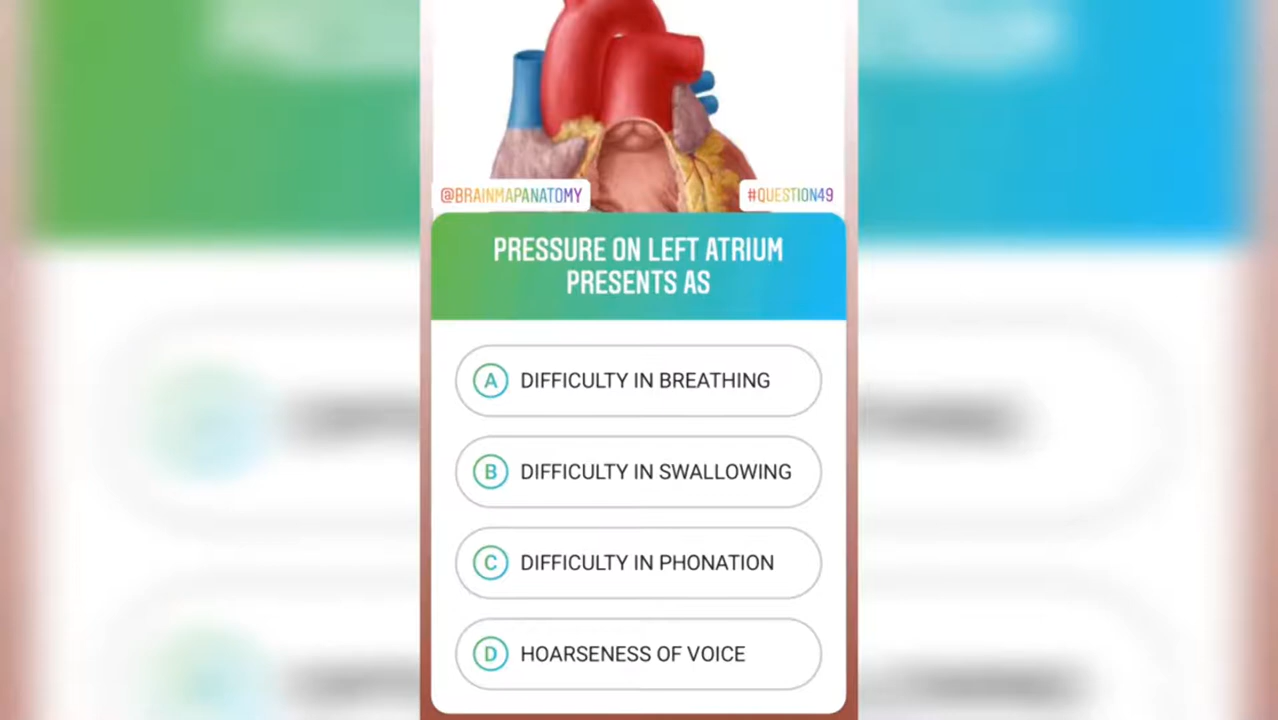 @BRAINMAPANATOMY
#QUESTION49
PRESSURE ON LEFT ATRIUM
PRESENTS AS
A DIFFICULTY IN BREATHING
B DIFFICULTY IN SWALLOWING
C DIFFICULTY IN PHONATION
D HOARSENESS OF VOICE